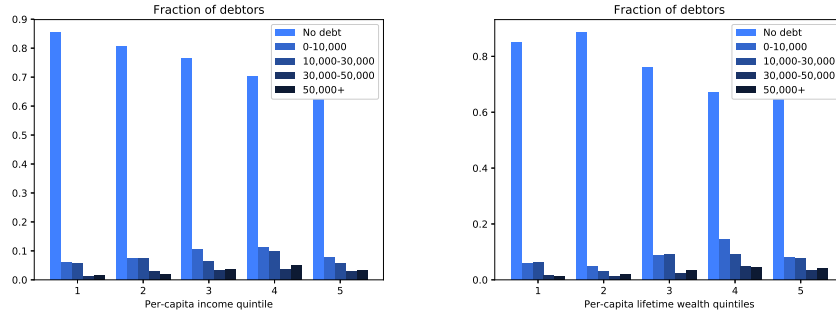 Fraction of debtors
0.9
0.8
0.7
0.6
0.5
0.4
0.3
0.2
0.1
0.0
No debt
0-10,000
10,000-30,000
30,000-50,000
50,000+
1 2 3 4 5
Per-capita income quintile
Fraction of debtors
0.8
0.6
0.4
0.2
0.0
No debt
0-10,000
10,000-30,000
30,000-50,000
50,000+
1 2 3 4 5
Per-capita lifetime wealth quintiles